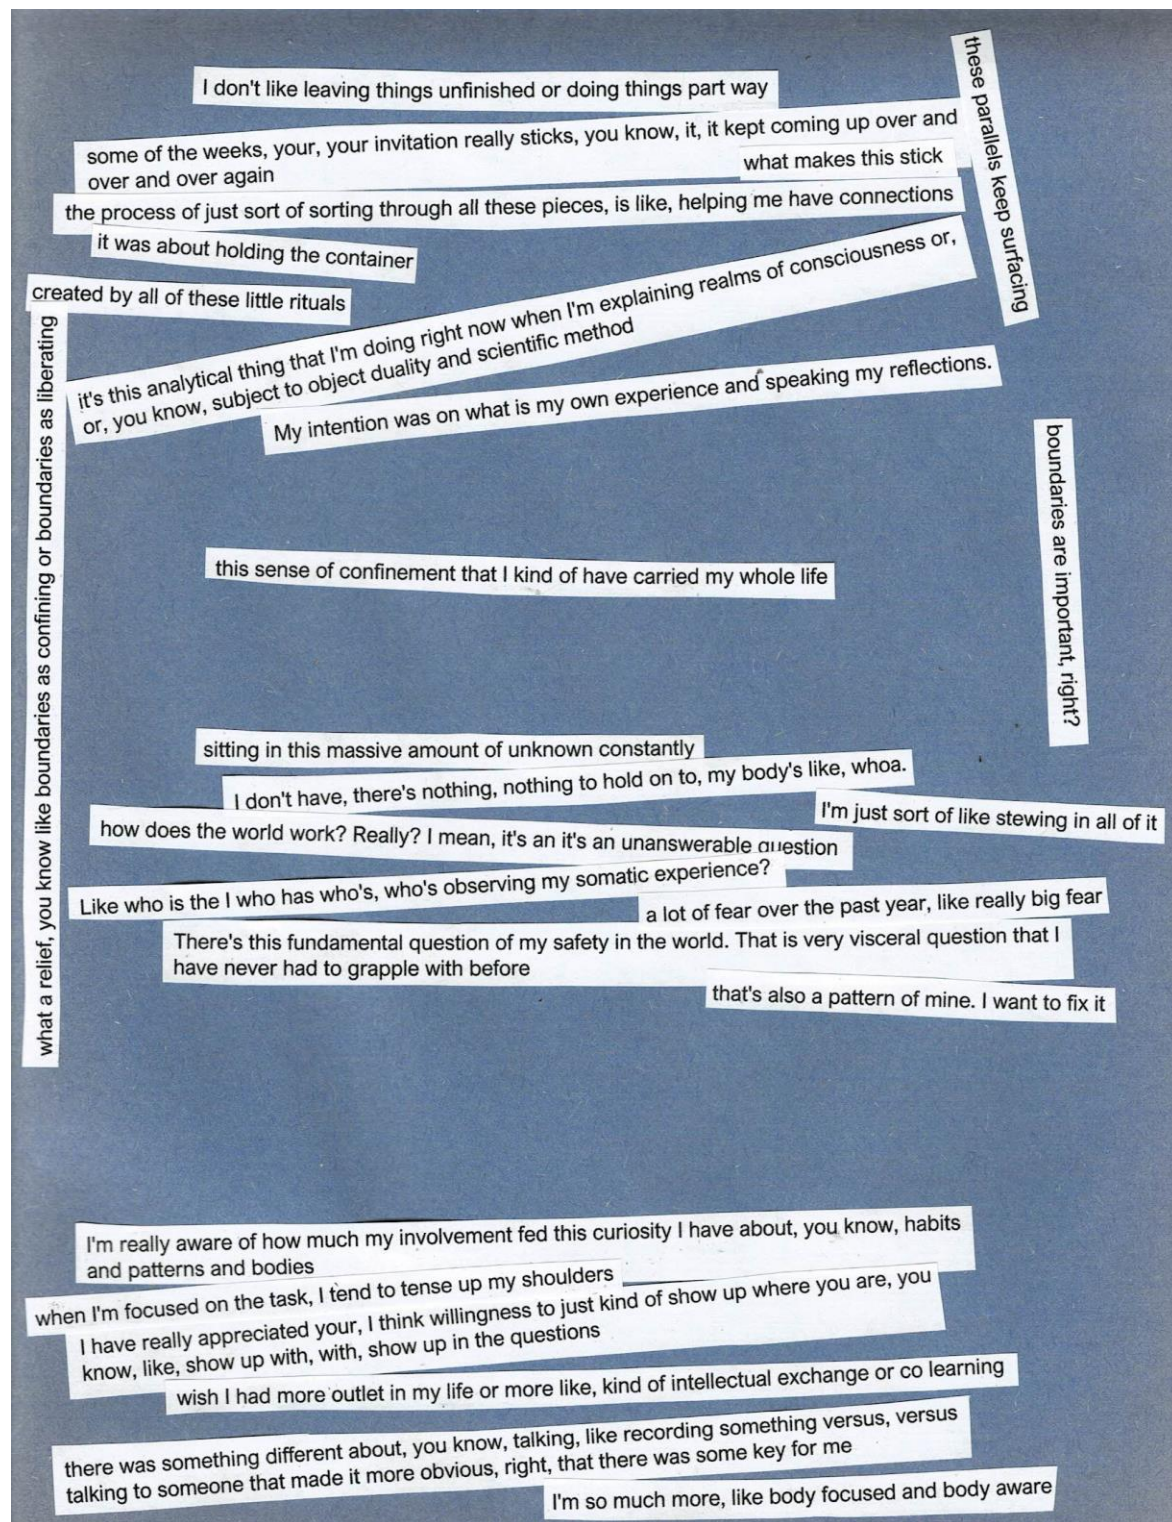 I don't like leaving things unfinished or doing things part way
these parallels keep surfacing
some of the weeks, your, your invitation really sticks, you know, it, it kept coming up over and
over and over again
what makes this stick
the process of just sort of sorting through all these pieces, is like, helping me have connections
it was about holding the container
created by all of these little rituals
what a relief, you know like boundaries as confining or boundaries as liberating
it's this analytical thing that I'm doing right now when I'm explaining realms of consciousness or,
or, you know, subject to object duality and scientific method
My intention was on what is my own experience and speaking my reflections.
boundaries are important, right?
this sense of confinement that I kind of have carried my whole life
sitting in this massive amount of unknown constantly
I don't have, there's nothing, nothing to hold on to, my body's like, whoa.
I'm just sort of like stewing in all of it
how does the world work? Really? I mean, it's an it's an unanswerable question
Like who is the I who has who's, who's observing my somatic experience?
a lot of fear over the past year, like really big fear
There's this fundamental question of my safety in the world. That is very visceral question that I
have never had to grapple with before
that's also a pattern of mine. I want to fix it
I'm really aware of how much my involvement fed this curiosity I have about, you know, habits
and patterns and bodies
when I'm focused on the task, I tend to tense up my shoulders
I have really appreciated your, I think willingness to just kind of show up where you are, you
know, like, show up with, with, show up in the questions
wish I had more outlet in my life or more like, kind of intellectual exchange or co learning
there was something different about, you know, talking, like recording something versus, versus
talking to someone that made it more obvious, right, that there was some key for me
I'm so much more, like body focused and body aware